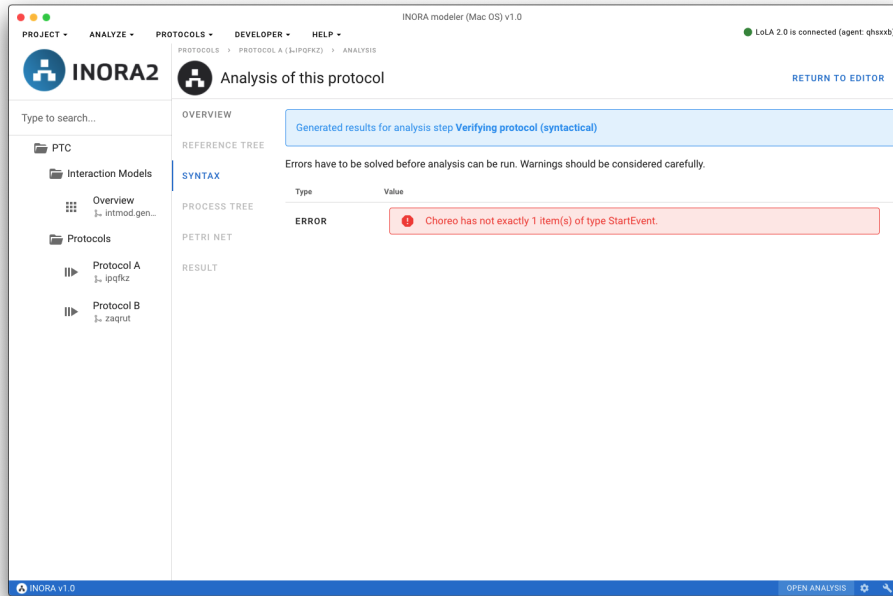 INORA modeler (Mac OS) v1.0
PROJECT ANALYZE PROTOCOLS DEVELOPER HELP
LoLA 2.0 is connected (agent: qhsxxb)
INORA2
PROTOCOLS > PROTOCOL A (IPQFKZ) > ANALYSIS
Analysis of this protocol
RETURN TO EDITOR
Type to search...
PTC
Interaction Models
Overview
intmod.gen...
Protocols
Protocol A
ipqfkz
Protocol B
zaqrut
OVERVIEW
REFERENCE TREE
SYNTAX
PROCESS TREE
PETRI NET
RESULT
Generated results for analysis step Verifying protocol (syntactical)
Errors have to be solved before analysis can be run. Warnings should be considered carefully.
Type Value
ERROR Choreo has not exactly 1 item(s) of type StartEvent.
INORA v1.0
OPEN ANALYSIS